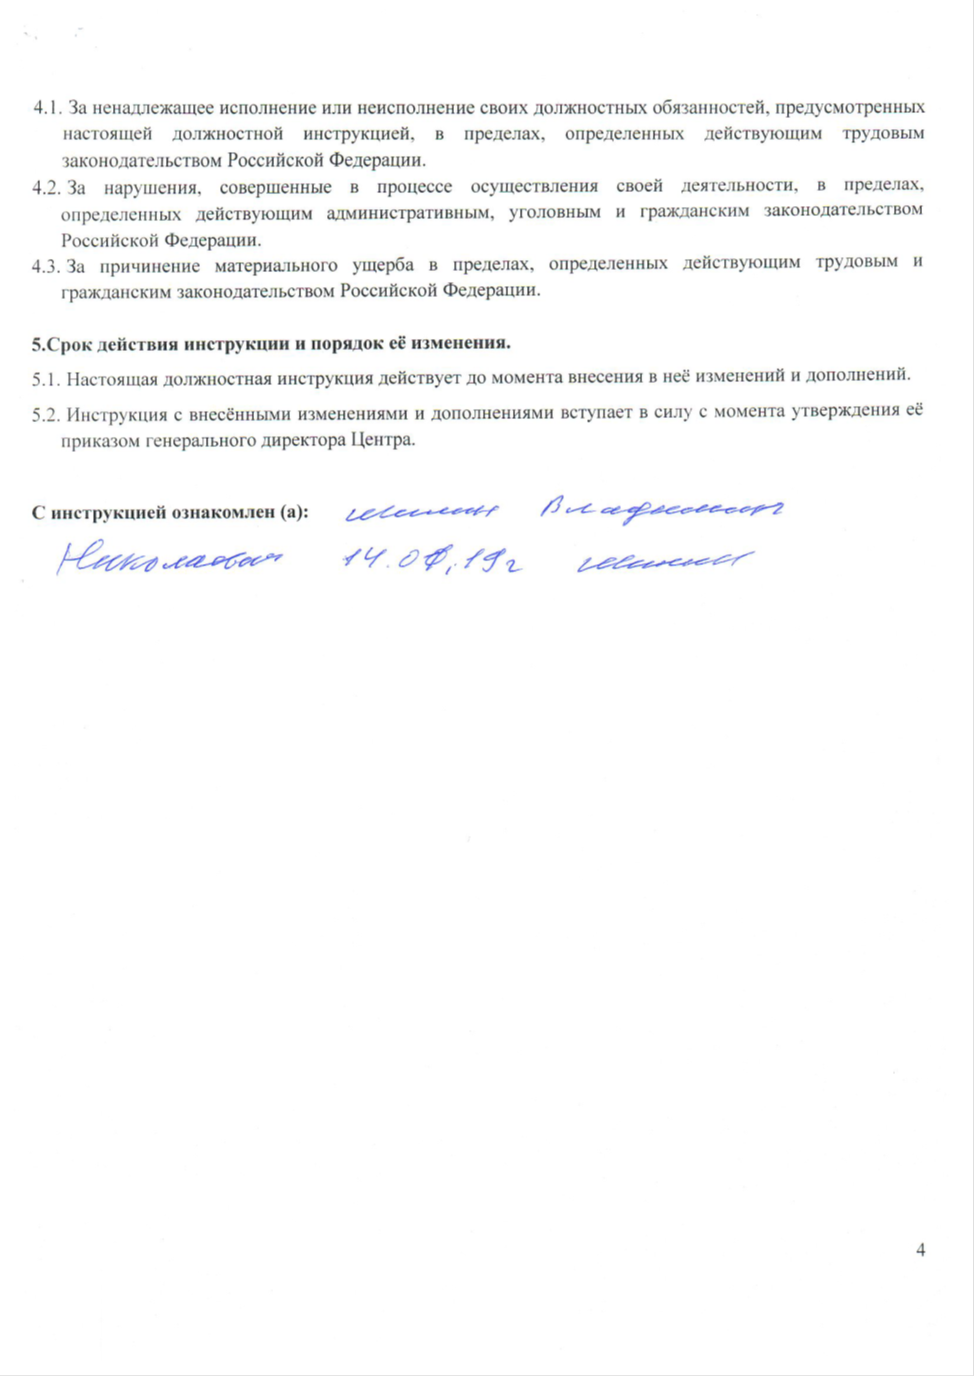 4.1. За ненадлежащее исполнение или неисполнение своих должностных обязанностей, предусмотренных
настоящей должностной инструкцией, в пределах, определенных действующим трудовым
законодательством Российской Федерации.
4.2. За нарушения, совершенные в процессе осуществления своей деятельности, в пределах,
определенных действующим административным, уголовным и гражданским законодательством
Российской Федерации.
4.3. За причинение материального ущерба в пределах, определенных действующим трудовым и
гражданским законодательством Российской Федерации.
5.Срок действия инструкции и порядок её изменения.
5.1. Настоящая должностная инструкция действует до момента внесения в неё изменений и дополнений.
5.2. Инструкция с внесёнными изменениями и дополнениями вступает в силу с момента утверждения её
приказом генерального директора Центра.
С инструкцией ознакомлен (а): Владимир
Николаевич
4